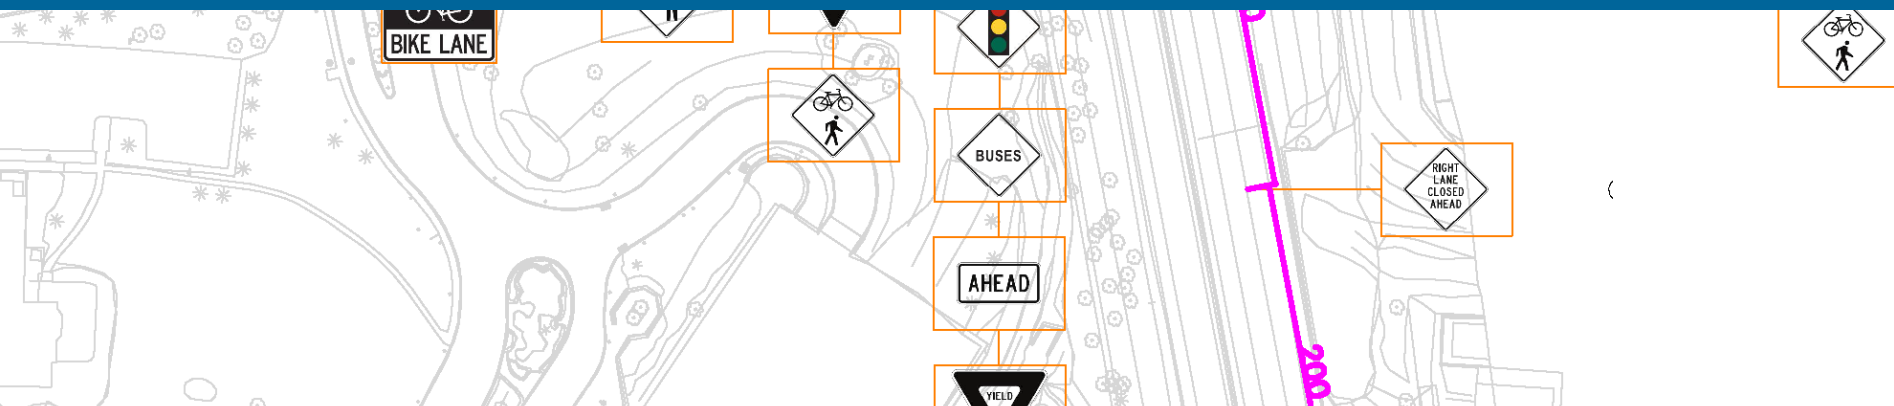 BIKE LANE
BUSES
RIGHT
LANE
CLOSED
AHEAD
AHEAD
200
YIELD